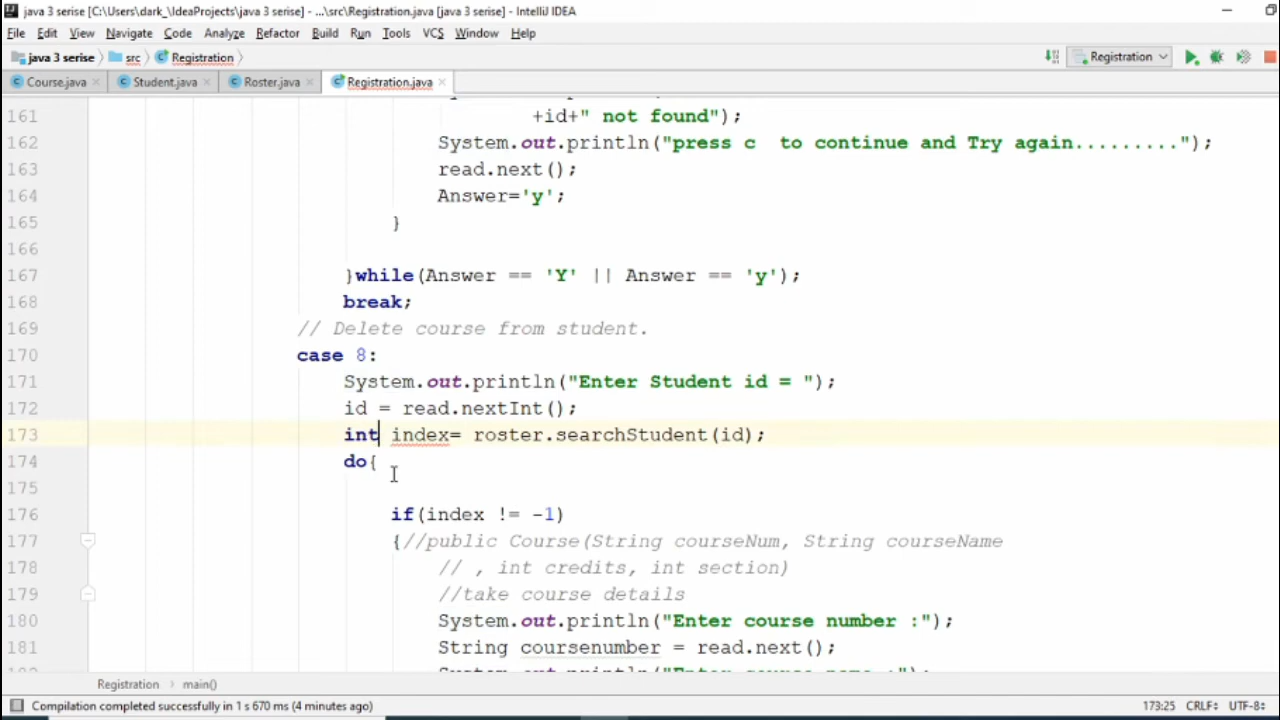 java 3 serise [C:\Users\dark_\IdeaProjects\java 3 serise] - ...\src\Registration.java [java 3 serise] - IntelliJ IDEA
File Edit View Navigate Code Analyze Refactor Build Run Tools VCS Window Help
java 3 serise src Registration Registration
Course.java Student.java Roster.java Registration.java
161 +id+" not found");
162 System.out.println("press c  to continue and Try again.........");
163 read.next();
164 Answer='y';
165 }
166
167 }while(Answer == 'Y' || Answer == 'y');
168 break;
169 // Delete course from student.
170 case 8:
171 System.out.println("Enter Student id = ");
172 id = read.nextInt();
173 int index= roster.searchStudent(id);
174 do{
175
176 if(index != -1)
177 {//public Course(String courseNum, String courseName
178 // , int credits, int section)
179 //take course details
180 System.out.println("Enter course number :");
181 String coursenumber = read.next();
Registration main()
Compilation completed successfully in 1 s 670 ms (4 minutes ago) 173:25 CRLF UTF-8